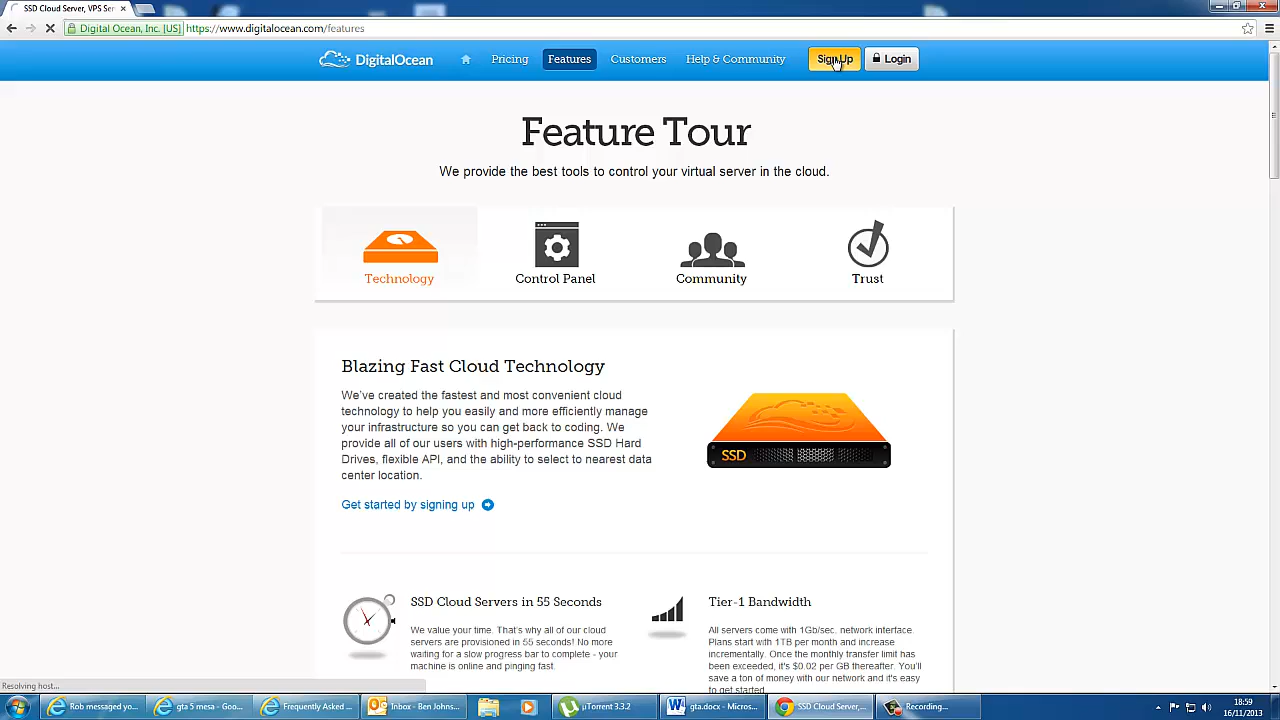 SSD Cloud Server, VPS Ser
Digital Ocean, Inc. [US] https://www.digitalocean.com/features
DigitalOcean Pricing Features Customers Help & Community Sign Up Login
Feature Tour
We provide the best tools to control your virtual server in the cloud.
Technology Control Panel Community Trust
Blazing Fast Cloud Technology
We've created the fastest and most convenient cloud
technology to help you easily and more efficiently manage
your infrastructure so you can get back to coding. We
provide all of our users with high-performance SSD Hard
Drives, flexible API, and the ability to select to nearest data
center location.
SSD
Get started by signing up
SSD Cloud Servers in 55 Seconds
We value your time. That's why all of our cloud
servers are provisioned in 55 seconds! No more
waiting for a slow progress bar to complete - your
machine is online and pinging fast.
Tier-1 Bandwidth
All servers come with 1Gb/sec. network interface.
Plans start with 1TB per month and increase
incrementally. Once the monthly transfer limit has
been exceeded, it's $0.02 per GB thereafter. You'll
save a ton of money with our network and it's easy
to get started.
Resolving host...
Rob messaged yo... gta 5 mesa - Goo... Frequently Asked ... Inbox - Ben Johns... µTorrent 3.3.2 gta.docx - Micros... SSD Cloud Server,... Recording...
18:59
16/11/2013